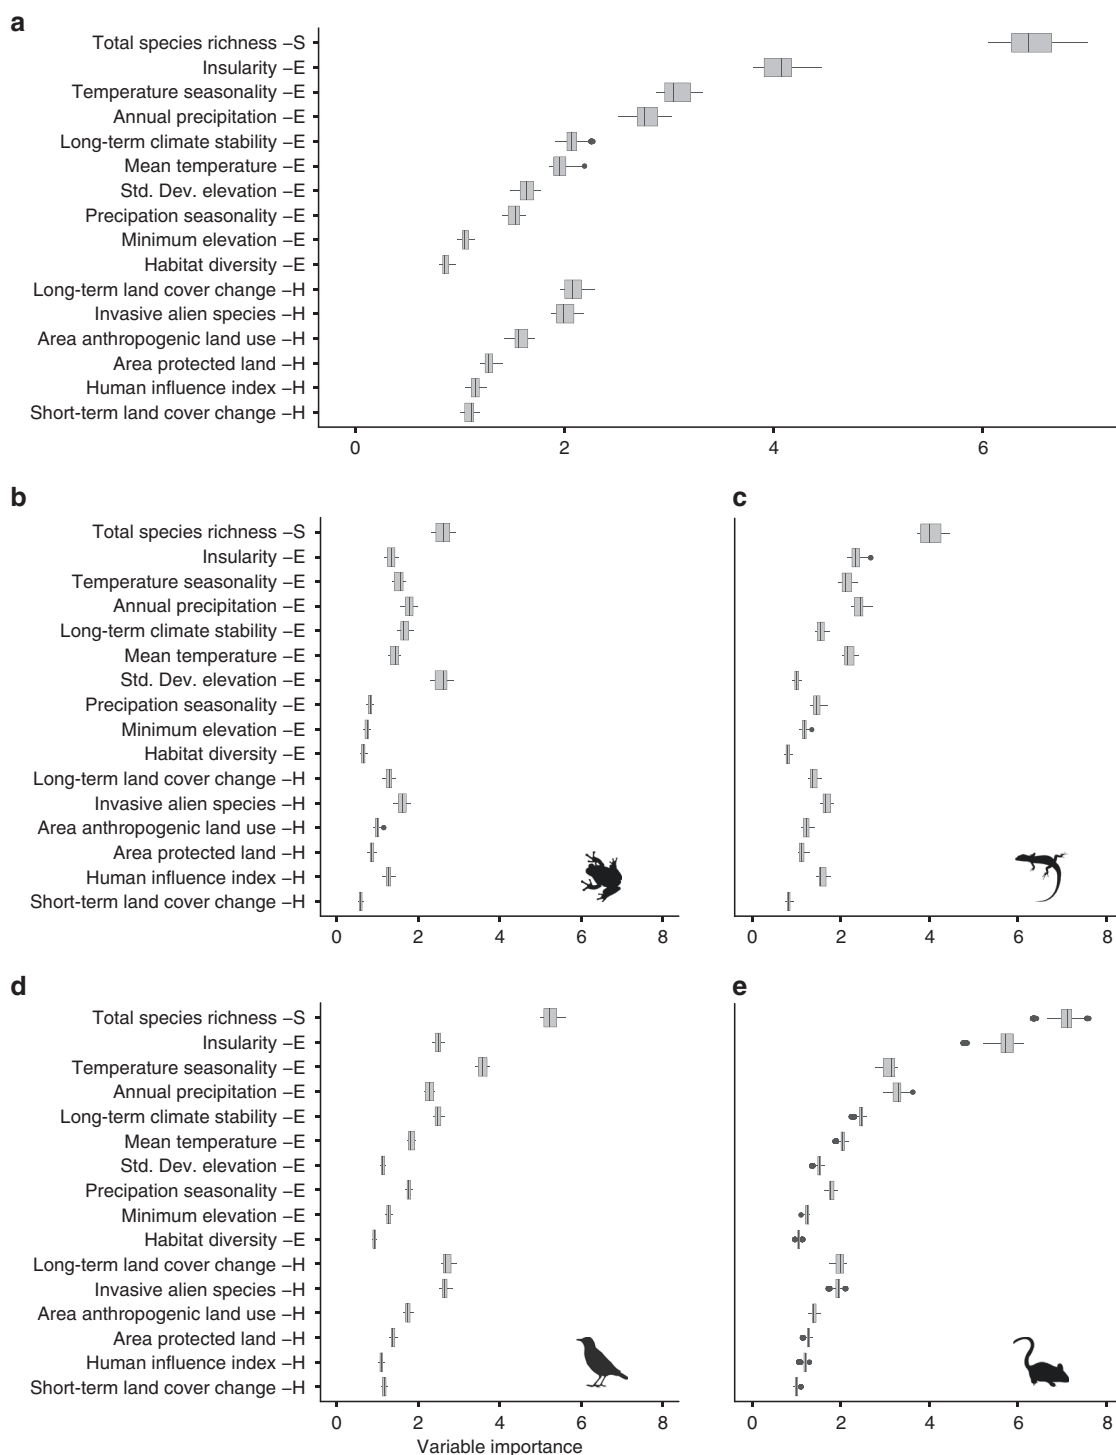 a
Total species richness –S
Insularity –E
Temperature seasonality –E
Annual precipitation –E
Long-term climate stability –E
Mean temperature –E
Std. Dev. elevation –E
Precipation seasonality –E
Minimum elevation –E
Habitat diversity –E
Long-term land cover change –H
Invasive alien species –H
Area anthropogenic land use –H
Area protected land –H
Human influence index –H
Short-term land cover change –H
0 2 4 6
b
Total species richness –S
Insularity –E
Temperature seasonality –E
Annual precipitation –E
Long-term climate stability –E
Mean temperature –E
Std. Dev. elevation –E
Precipation seasonality –E
Minimum elevation –E
Habitat diversity –E
Long-term land cover change –H
Invasive alien species –H
Area anthropogenic land use –H
Area protected land –H
Human influence index –H
Short-term land cover change –H
0 2 4 6 8
c
0 2 4 6 8
d
Total species richness –S
Insularity –E
Temperature seasonality –E
Annual precipitation –E
Long-term climate stability –E
Mean temperature –E
Std. Dev. elevation –E
Precipation seasonality –E
Minimum elevation –E
Habitat diversity –E
Long-term land cover change –H
Invasive alien species –H
Area anthropogenic land use –H
Area protected land –H
Human influence index –H
Short-term land cover change –H
0 2 4 6 8
Variable importance
e
0 2 4 6 8